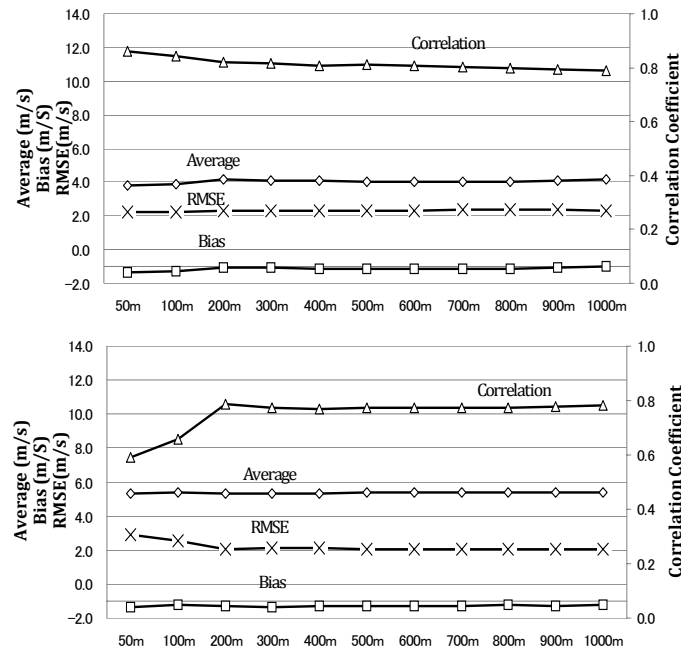 14.0
12.0
10.0
8.0
6.0
4.0
2.0
0.0
−2.0
Average (m/s)
Bias (m/S)
RMSE(m/s)
Correlation
Average
RMSE
Bias
1.0
0.8
0.6
0.4
0.2
0.0
Correlation Coefficient
50m 100m 200m 300m 400m 500m 600m 700m 800m 900m 1000m
14.0
12.0
10.0
8.0
6.0
4.0
2.0
0.0
−2.0
Average (m/s)
Bias (m/S)
RMSE(m/s)
Correlation
Average
RMSE
Bias
1.0
0.8
0.6
0.4
0.2
0.0
Correlation Coefficient
50m 100m 200m 300m 400m 500m 600m 700m 800m 900m 1000m